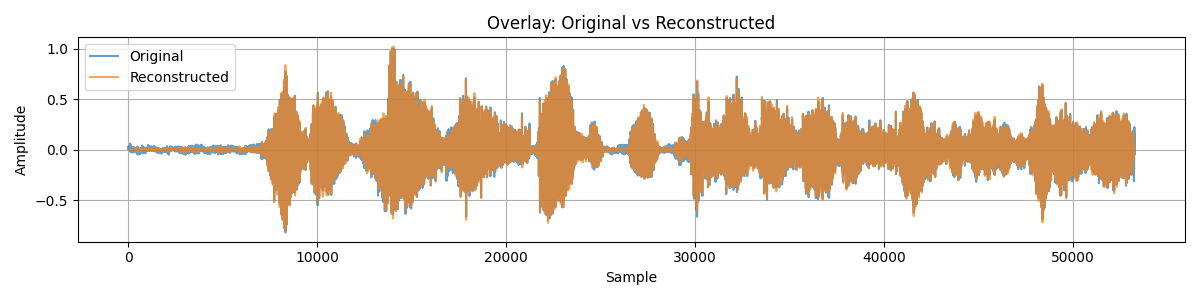 Overlay: Original vs Reconstructed
Original
Reconstructed
Amplitude
1.0
0.5
0.0
−0.5
0 10000 20000 30000 40000 50000
Sample